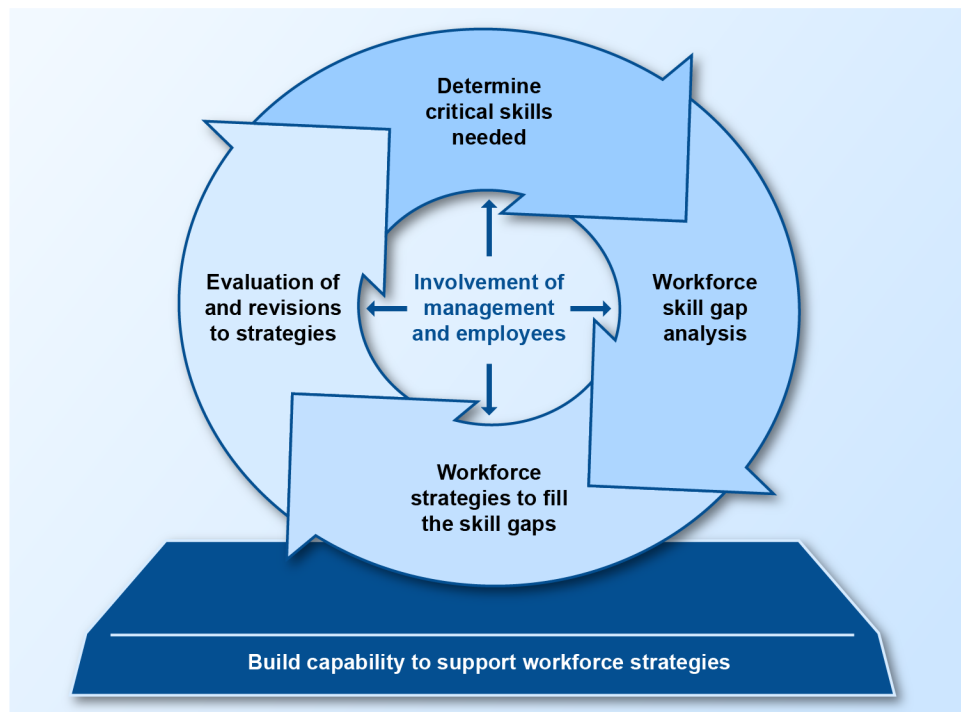 Determine
critical skills
needed
Workforce
skill gap
analysis
Workforce
strategies to fill
the skill gaps
Evaluation of
and revisions
to strategies
Involvement of
management
and employees
Build capability to support workforce strategies